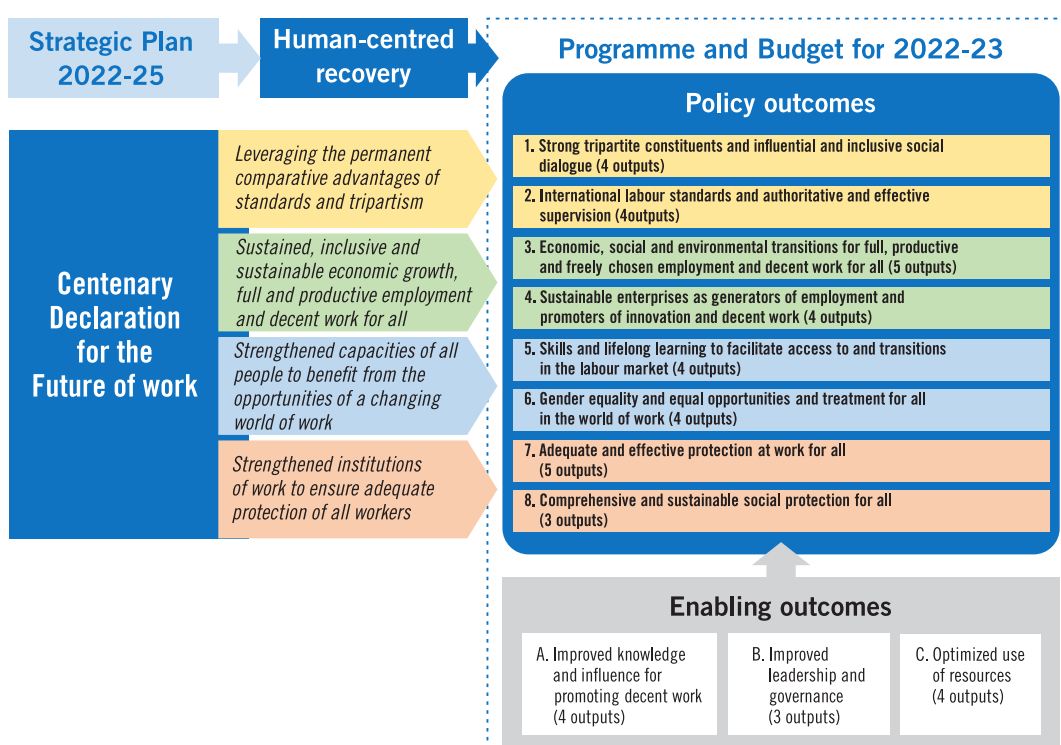 Strategic Plan
2022-25
Human-centred
recovery
Programme and Budget for 2022-23
Centenary
Declaration
for the
Future of work
Leveraging the permanent
comparative advantages of
standards and tripartism
Sustained, inclusive and
sustainable economic growth,
full and productive employment
and decent work for all
Strengthened capacities of all
people to benefit from the
opportunities of a changing
world of work
Strengthened institutions
of work to ensure adequate
protection of all workers
Policy outcomes
1. Strong tripartite constituents and influential and inclusive social
dialogue (4 outputs)
2. International labour standards and authoritative and effective
supervision (4outputs)
3. Economic, social and environmental transitions for full, productive
and freely chosen employment and decent work for all (5 outputs)
4. Sustainable enterprises as generators of employment and
promoters of innovation and decent work (4 outputs)
5. Skills and lifelong learning to facilitate access to and transitions
in the labour market (4 outputs)
6. Gender equality and equal opportunities and treatment for all
in the world of work (4 outputs)
7. Adequate and effective protection at work for all
(5 outputs)
8. Comprehensive and sustainable social protection for all
(3 outputs)
Enabling outcomes
A. Improved knowledge
and influence for
promoting decent work
(4 outputs)
B. Improved
leadership and
governance
(3 outputs)
C. Optimized use
of resources
(4 outputs)